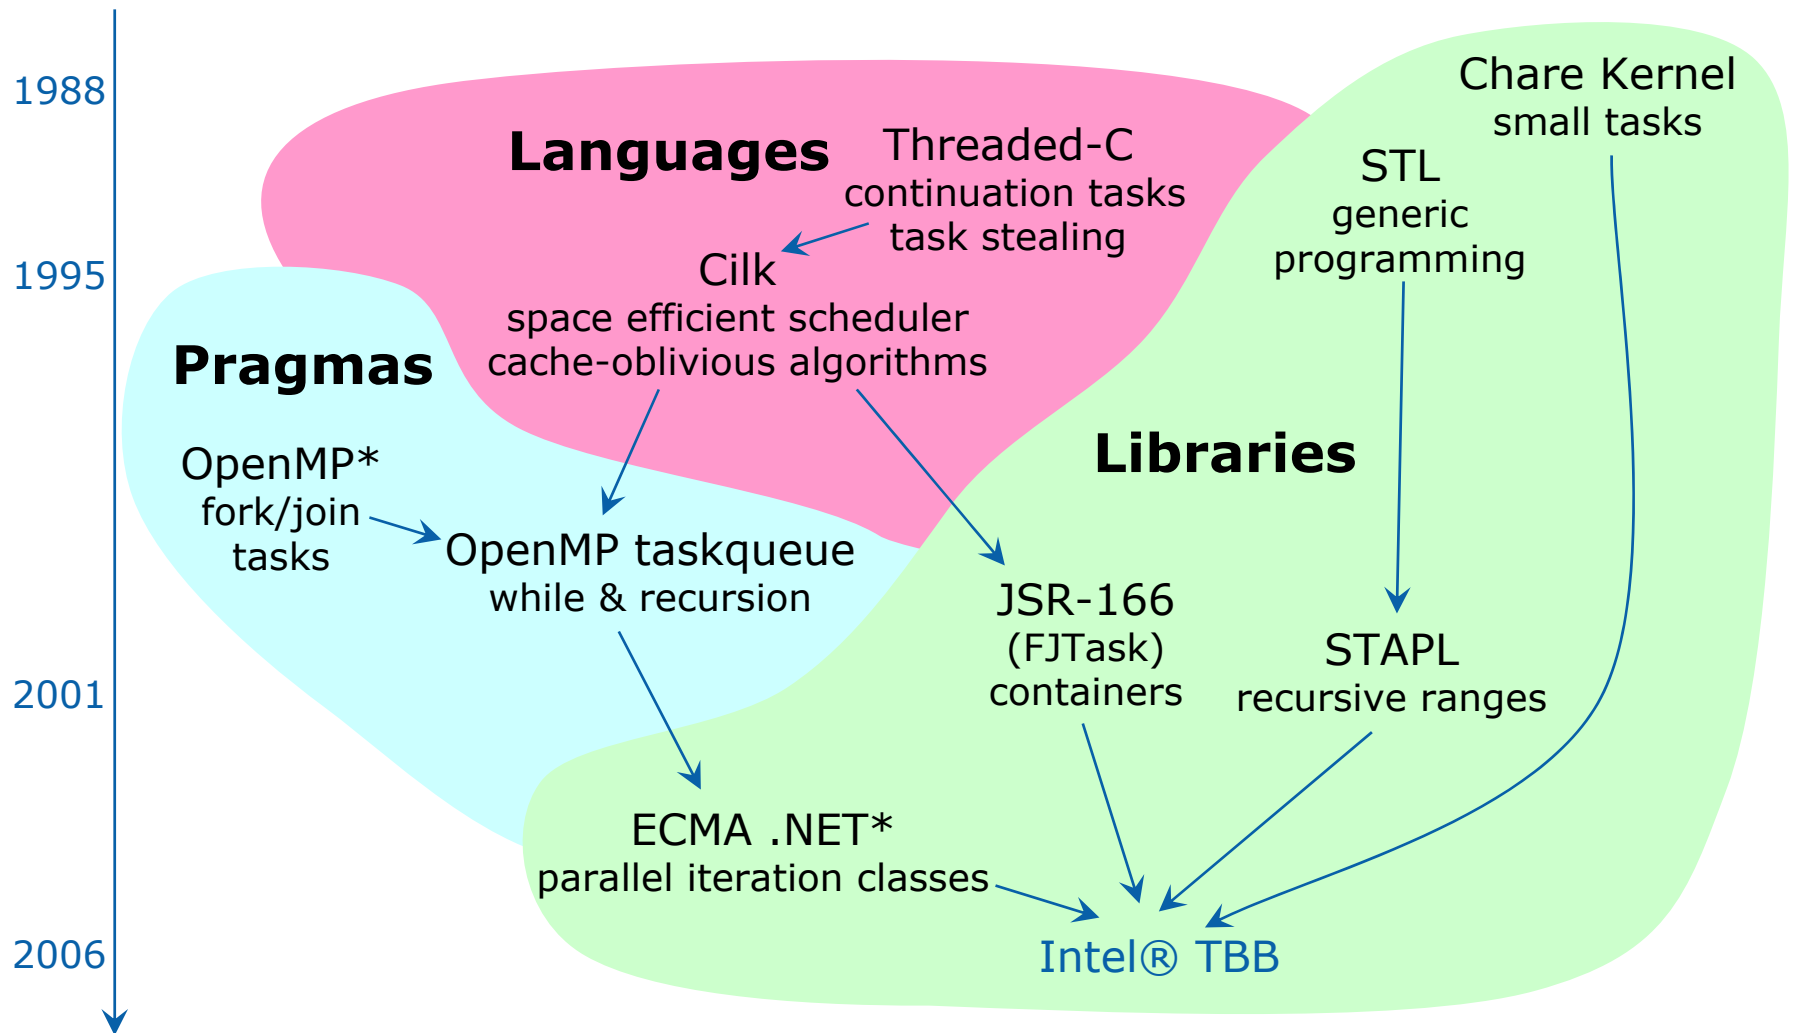 1988
1995
2001
2006
Languages
Threaded-C
continuation tasks
task stealing
Cilk
space efficient scheduler
cache-oblivious algorithms
Pragmas
OpenMP*
fork/join
tasks
OpenMP taskqueue
while & recursion
Libraries
Chare Kernel
small tasks
STL
generic
programming
JSR-166
(FJTask)
containers
STAPL
recursive ranges
ECMA .NET*
parallel iteration classes
Intel® TBB